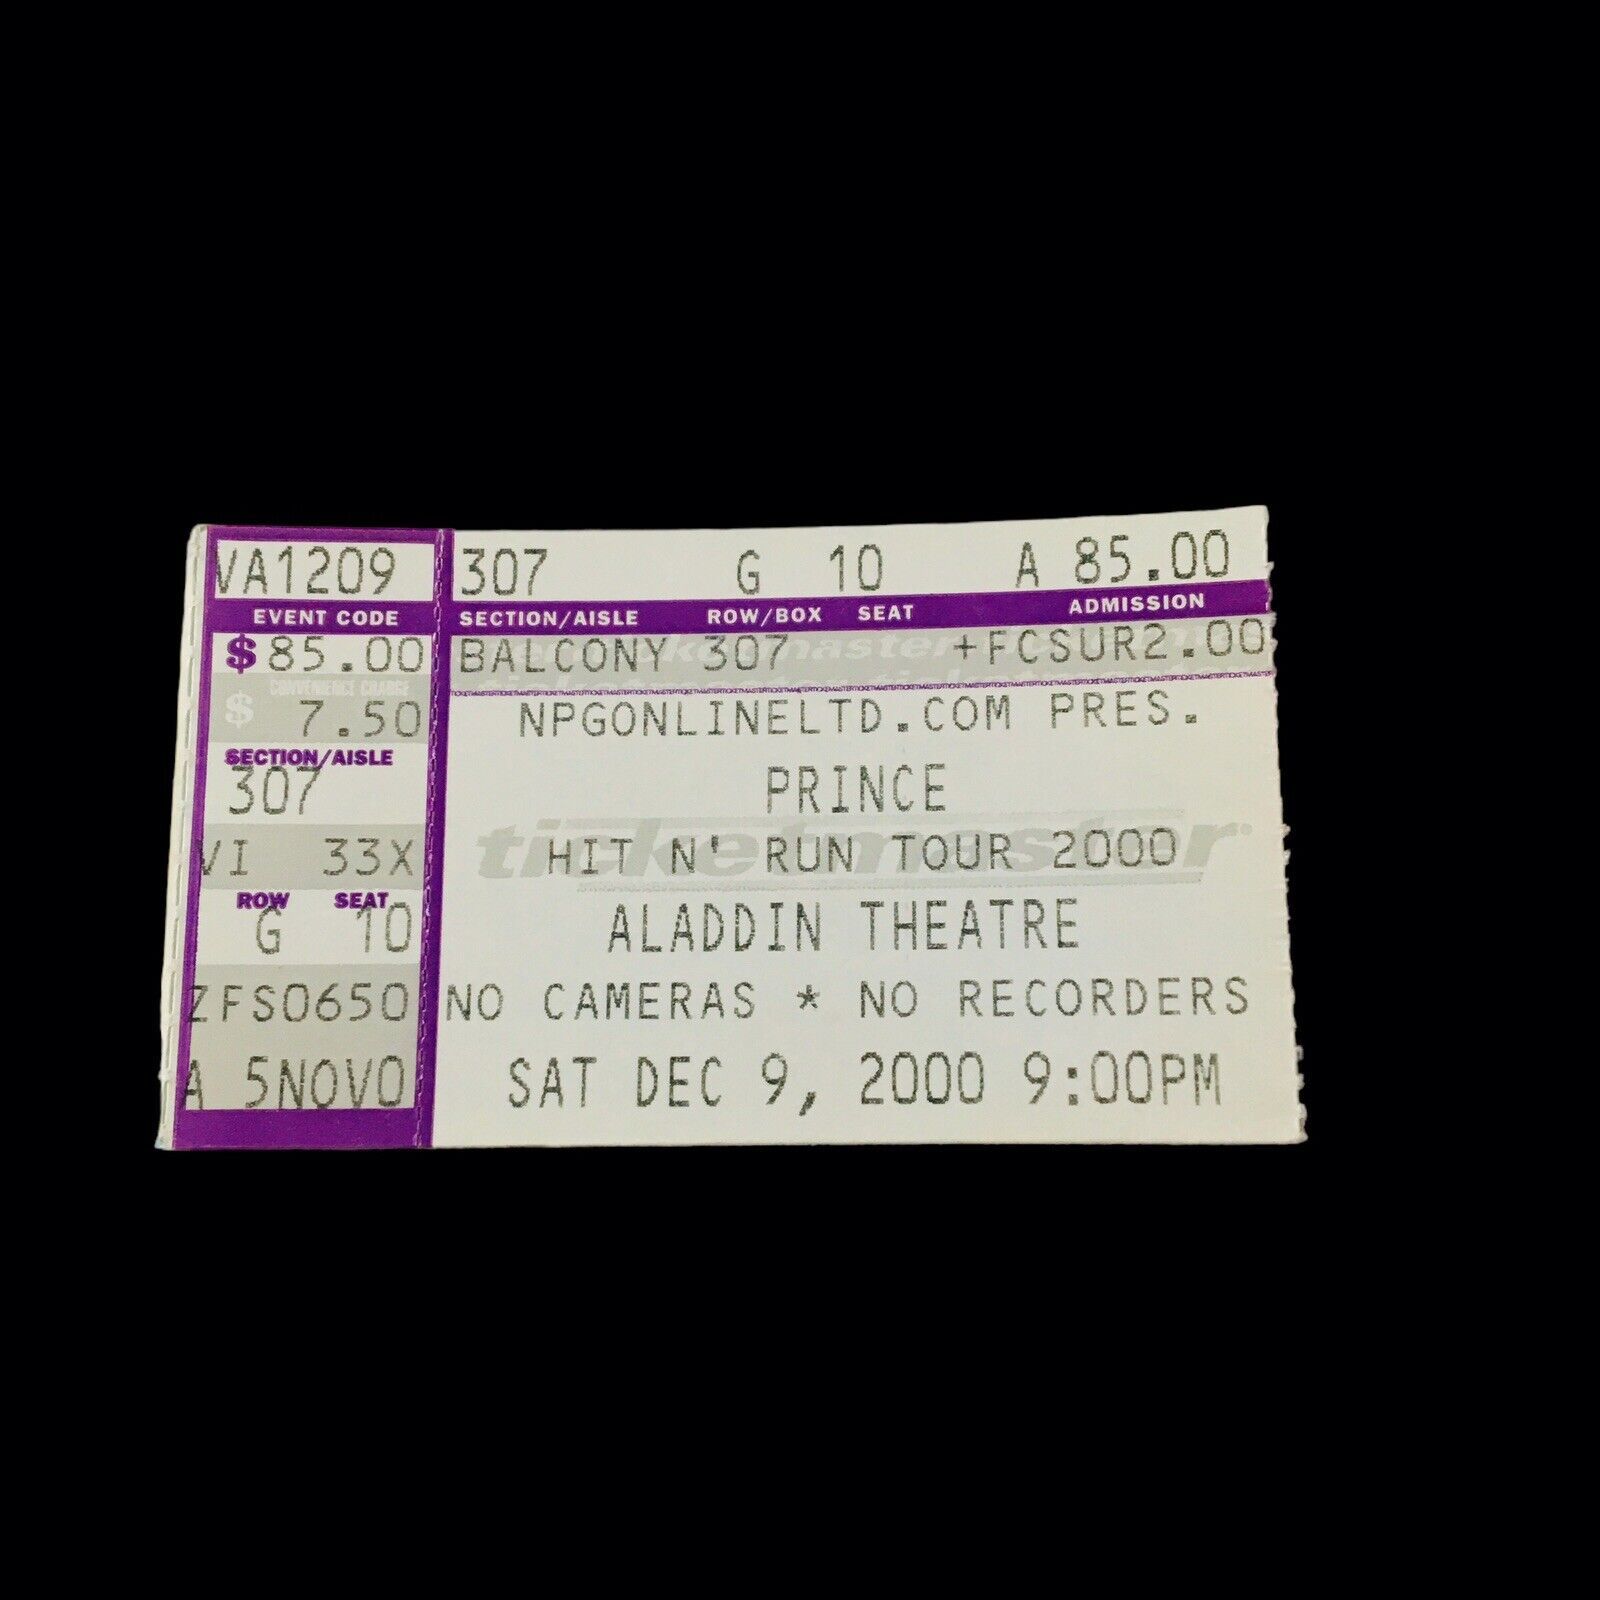 VA1209
EVENT CODE
$85.00
CONVENIENCE CHARGE
$ 7.50
SECTION/AISLE
307
VI 33X
ROW SEAT
G 10
ZFS0650
A 5NOV0
307 G 10 A 85.00
SECTION/AISLE ROW/BOX SEAT ADMISSION
BALCONY 307 +FCSUR2.00
NPGONLINELTD.COM PRES.
PRINCE
ticketmaster
HIT N' RUN TOUR 2000
ALADDIN THEATRE
NO CAMERAS * NO RECORDERS
SAT DEC 9, 2000 9:00PM